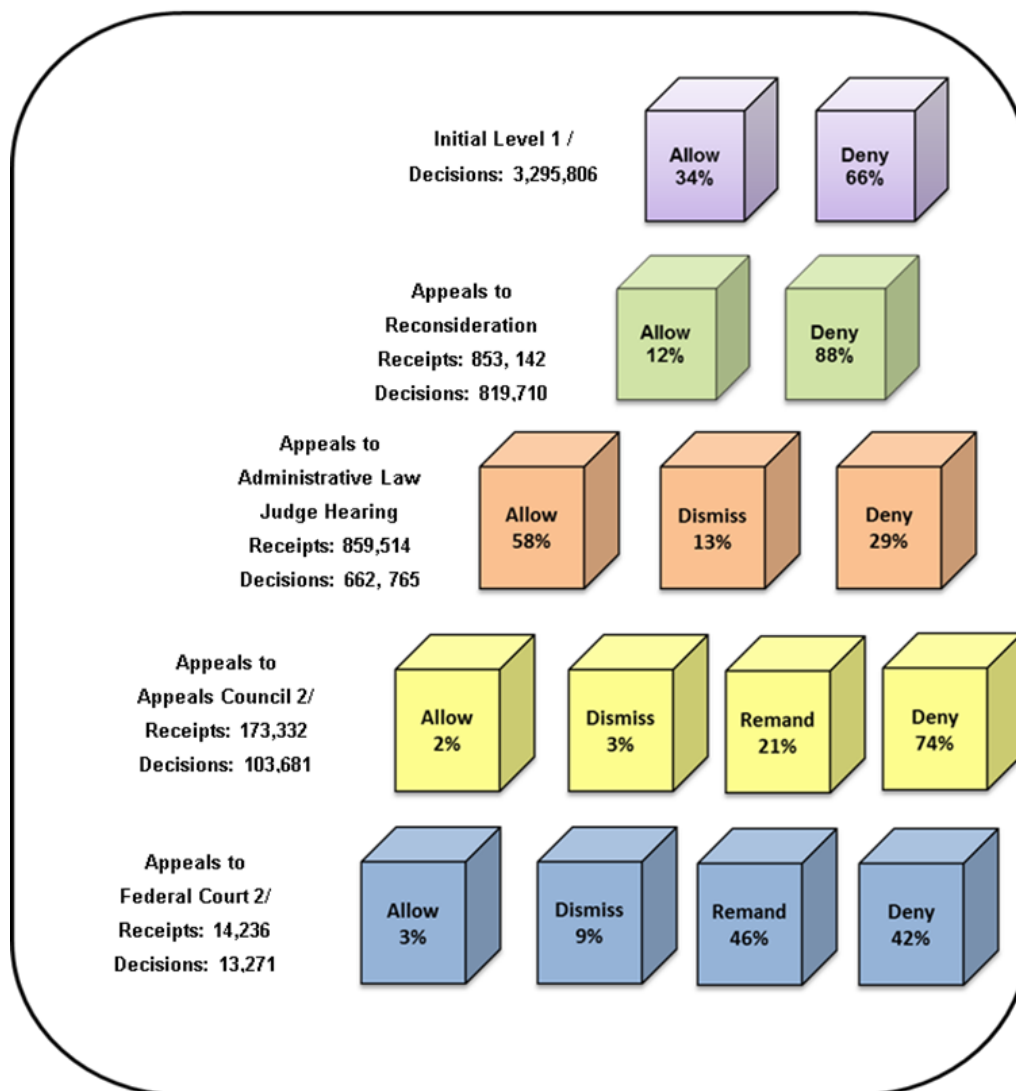 Initial Level 1 /
Decisions: 3,295,806
Allow
34%
Deny
66%
Appeals to
Reconsideration
Receipts: 853, 142
Decisions: 819,710
Allow
12%
Deny
88%
Appeals to
Administrative Law
Judge Hearing
Receipts: 859,514
Decisions: 662, 765
Allow
58%
Dismiss
13%
Deny
29%
Appeals to
Appeals Council 2/
Receipts: 173,332
Decisions: 103,681
Allow
2%
Dismiss
3%
Remand
21%
Deny
74%
Appeals to
Federal Court 2/
Receipts: 14,236
Decisions: 13,271
Allow
3%
Dismiss
9%
Remand
46%
Deny
42%